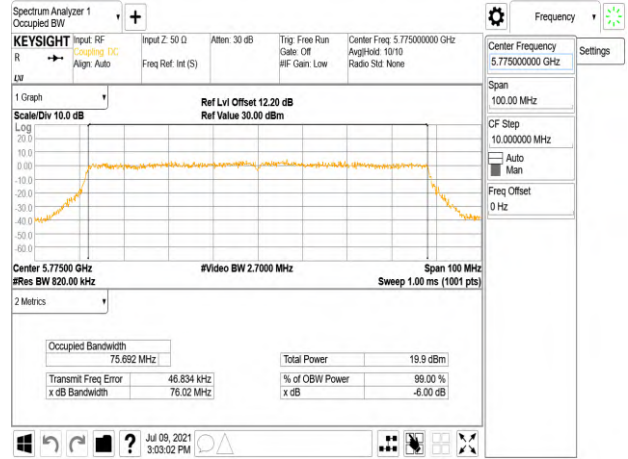 Spectrum Analyzer 1
Occupied BW
Frequency
KEYSIGHT
R
Input: RF
Coupling: DC
Align: Auto
Input Z: 50 Ω
Freq Ref: Int (S)
Atten: 30 dB
Trig: Free Run
Gate: Off
#IF Gain: Low
Center Freq: 5.775000000 GHz
Avg|Hold: 10/10
Radio Std: None
LXI
Center Frequency
5.775000000 GHz
Settings
Span
100.00 MHz
CF Step
10.000000 MHz
Auto
Man
Freq Offset
0 Hz
1 Graph
Scale/Div 10.0 dB
Ref Lvl Offset 12.20 dB
Ref Value 30.00 dBm
Log
20.0
10.0
0.00
-10.0
-20.0
-30.0
-40.0
-50.0
-60.0
Center 5.77500 GHz
#Res BW 820.00 kHz
#Video BW 2.7000 MHz
Span 100 MHz
Sweep 1.00 ms (1001 pts)
2 Metrics
Occupied Bandwidth
75.692 MHz
Total Power 19.9 dBm
Transmit Freq Error 46.834 kHz
% of OBW Power 99.00 %
x dB Bandwidth 76.02 MHz
x dB -6.00 dB
?
Jul 09, 2021
3:03:02 PM